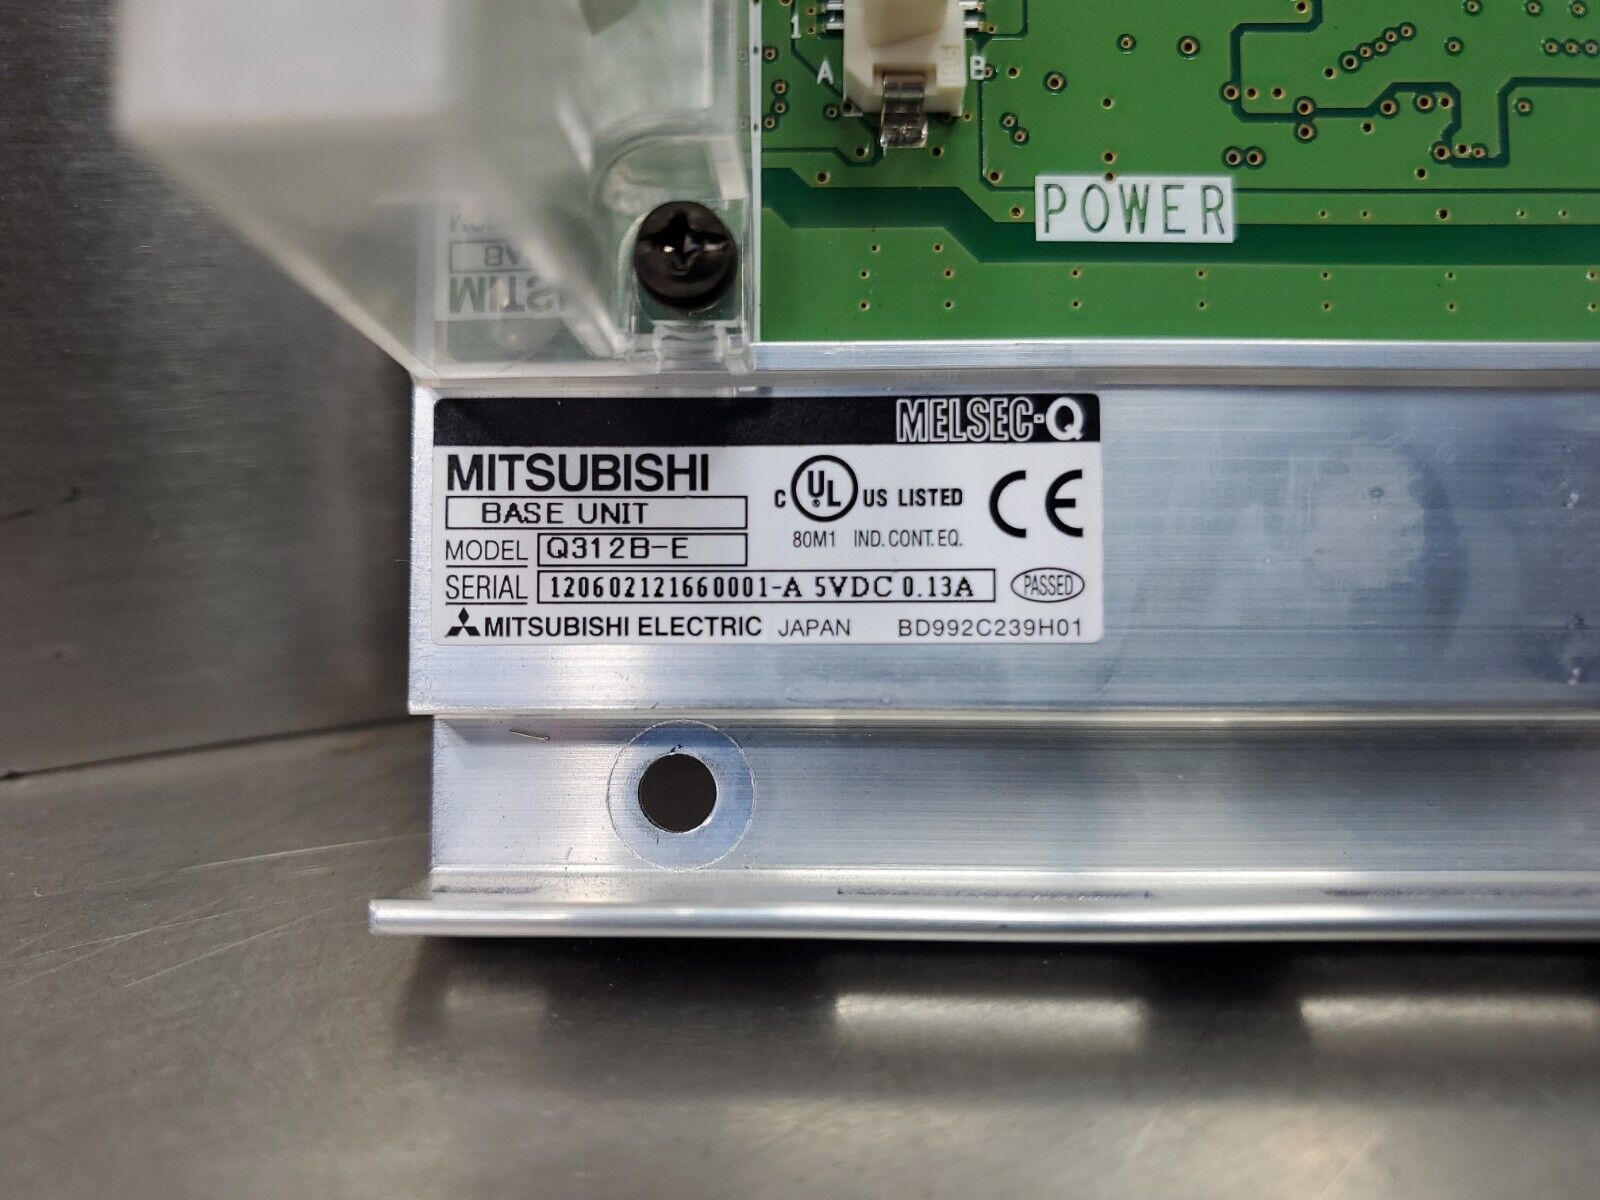 1
A B
POWER
MELSEC-Q
MITSUBISHI
BASE UNIT
C UL® US LISTED
CE
80M1 IND. CONT. EQ.
MODEL Q312B-E
SERIAL 120602121660001-A 5VDC 0.13A
PASSED
MITSUBISHI ELECTRIC JAPAN BD992C239H01